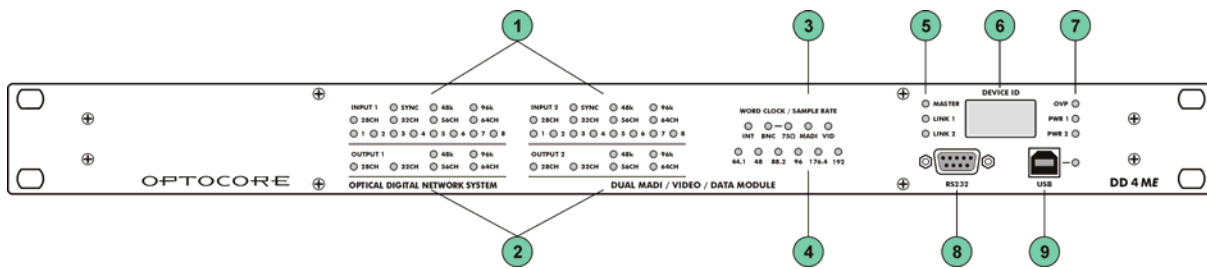 1 3 5 6 7
DEVICE ID
INPUT 1 SYNC 48k 96k
28CH 32CH 56CH 64CH
1 2 3 4 5 6 7 8
OUTPUT 1 48k 96k
28CH 32CH 56CH 64CH
INPUT 2 SYNC 48k 96k
28CH 32CH 56CH 64CH
1 2 3 4 5 6 7 8
OUTPUT 2 48k 96k
28CH 32CH 56CH 64CH
WORD CLOCK / SAMPLE RATE
INT BNC 75Ω MADI VID
44.1 48 88.2 96 176.4 192
MASTER
LINK 1
LINK 2
OVP
PWR 1
PWR 2
OPTOCORE
OPTICAL DIGITAL NETWORK SYSTEM
DUAL MADI / VIDEO / DATA MODULE
RS232
USB
DD 4 ME
2 4 8 9